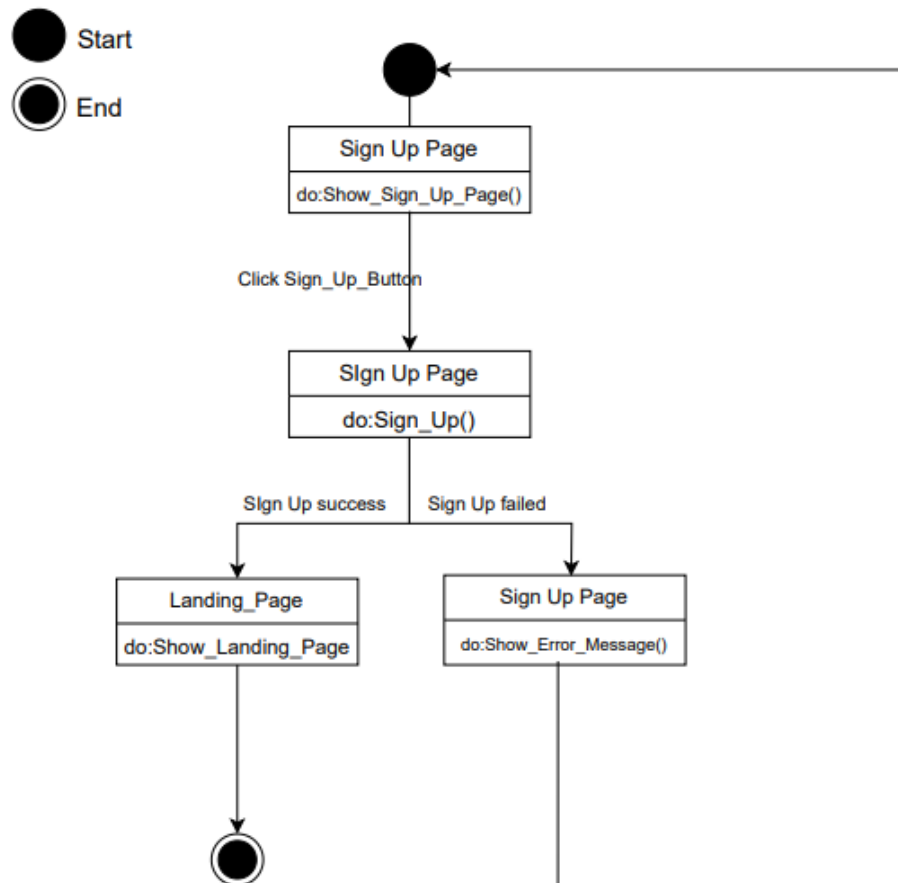 Start
End
Sign Up Page
do:Show_Sign_Up_Page()
Click Sign_Up_Button
SIgn Up Page
do:Sign_Up()
SIgn Up success
Sign Up failed
Landing_Page
do:Show_Landing_Page
Sign Up Page
do:Show_Error_Message()